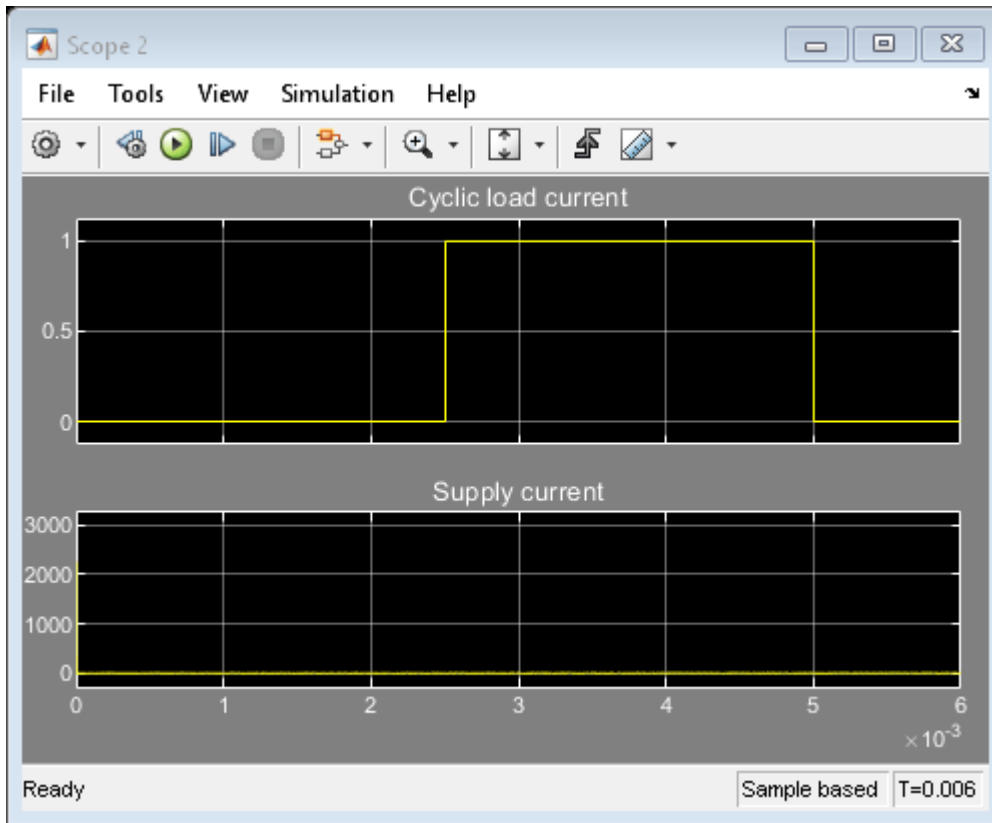 Scope 2
File Tools View Simulation Help
Cyclic load current
1
0.5
0
Supply current
3000
2000
1000
0
0 1 2 3 4 5 6
×10-3
Ready Sample based T=0.006